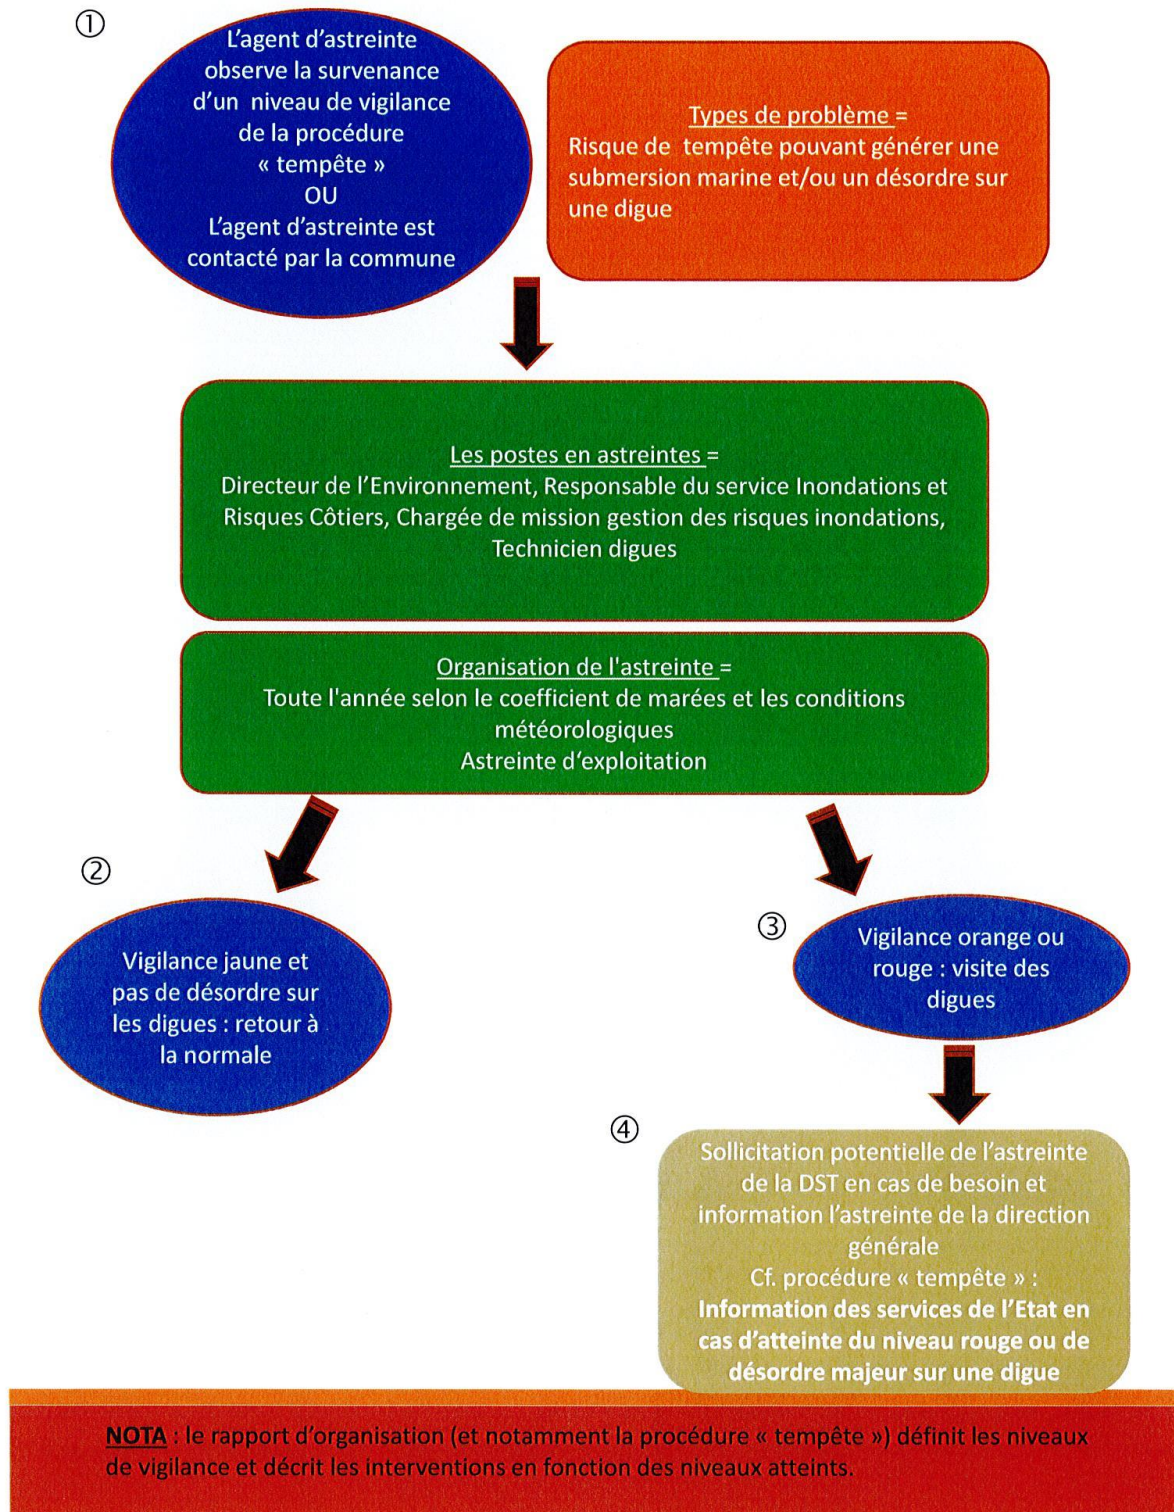 ①
L'agent d'astreinte
observe la survenance
d'un niveau de vigilance
de la procédure
« tempête »
OU
L'agent d'astreinte est
contacté par la commune
Types de problème =
Risque de tempête pouvant générer une
submersion marine et/ou un désordre sur
une digue
Les postes en astreintes =
Directeur de l'Environnement, Responsable du service Inondations et
Risques Côtiers, Chargée de mission gestion des risques inondations,
Technicien digues
Organisation de l'astreinte =
Toute l'année selon le coefficient de marées et les conditions
météorologiques
Astreinte d'exploitation
②
Vigilance jaune et
pas de désordre sur
les digues : retour à
la normale
③
Vigilance orange ou
rouge : visite des
digues
④
Sollicitation potentielle de l'astreinte
de la DST en cas de besoin et
information l'astreinte de la direction
générale
Cf. procédure « tempête » :
Information des services de l'Etat en
cas d'atteinte du niveau rouge ou de
désordre majeur sur une digue
NOTA : le rapport d'organisation (et notamment la procédure « tempête ») définit les niveaux
de vigilance et décrit les interventions en fonction des niveaux atteints.